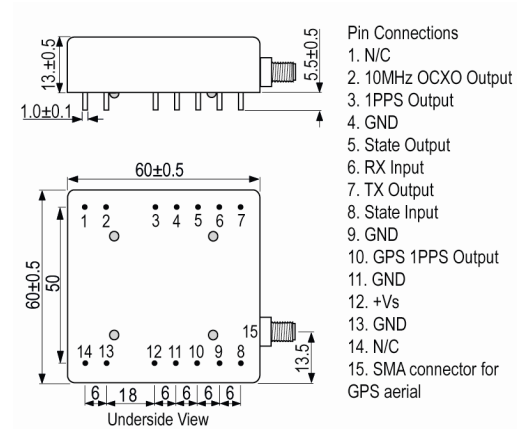 13.±0.5
5.5±0.5
1.0±0.1
60±0.5
1 2 3 4 5 6 7
60±0.5
50
15
14 13 12 11 10 9 8
13.5
6 18 6 6 6 6
Underside View
Pin Connections
1. N/C
2. 10MHz OCXO Output
3. 1PPS Output
4. GND
5. State Output
6. RX Input
7. TX Output
8. State Input
9. GND
10. GPS 1PPS Output
11. GND
12. +Vs
13. GND
14. N/C
15. SMA connector for
GPS aerial